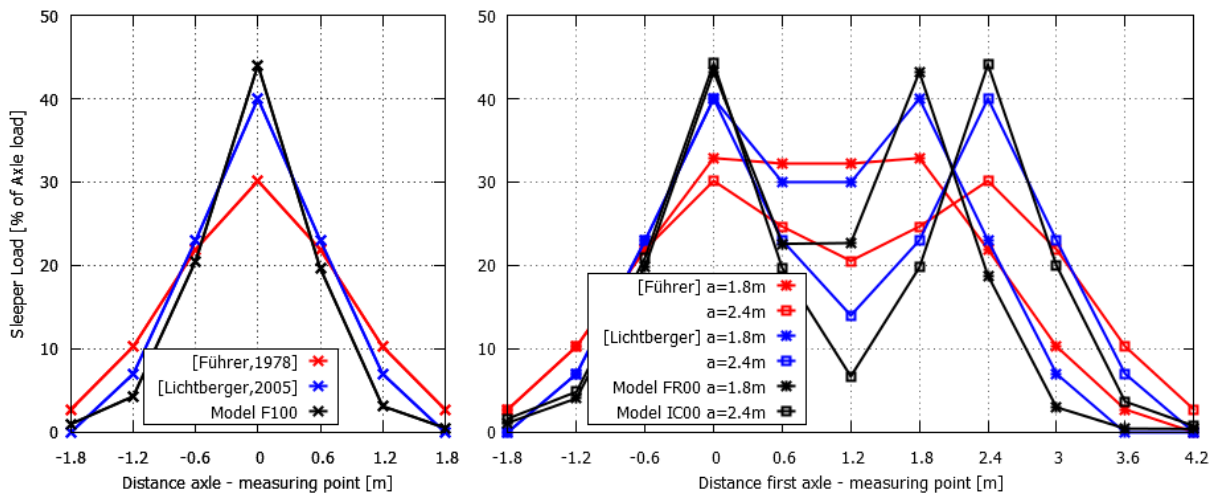 50
40
30
20
10
0
Sleeper Load [% of Axle load]
[Führer,1978]
[Lichtberger,2005]
Model F100
-1.8 -1.2 -0.6 0 0.6 1.2 1.8
Distance axle - measuring point [m]
50
40
30
20
10
0
[Führer] a=1.8m
a=2.4m
[Lichtberger] a=1.8m
a=2.4m
Model FR00 a=1.8m
Model IC00 a=2.4m
-1.8 -1.2 -0.6 0 0.6 1.2 1.8 2.4 3 3.6 4.2
Distance first axle - measuring point [m]